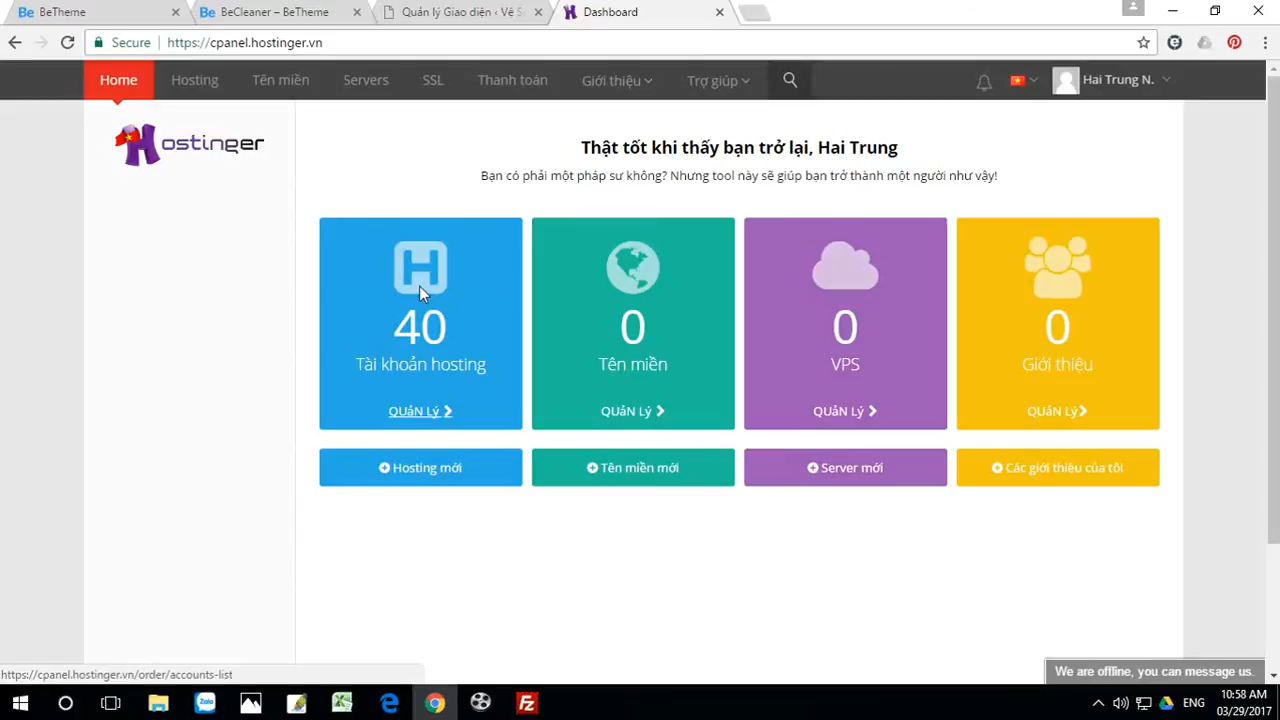 BeTheme
BeCleaner – BeTheme
Quản lý Giao diện ‹ Vệ S
Dashboard
Secure
https://cpanel.hostinger.vn
Home
Hosting
Tên miền
Servers
SSL
Thanh toán
Giới thiệu
Trợ giúp
Hai Trung N.
Hostinger
Thật tốt khi thấy bạn trở lại, Hai Trung
Bạn có phải một pháp sư không? Nhưng tool này sẽ giúp bạn trở thành một người như vậy!
40
Tài khoản hosting
QUảN Lý
0
Tên miền
QUảN Lý
0
VPS
QUảN Lý
0
Giới thiệu
QUảN Lý
Hosting mới
Tên miền mới
Server mới
Các giới thiệu của tôi
https://cpanel.hostinger.vn/order/accounts-list
We are offline, you can message us.
Zalo
ENG
10:58 AM
03/29/2017